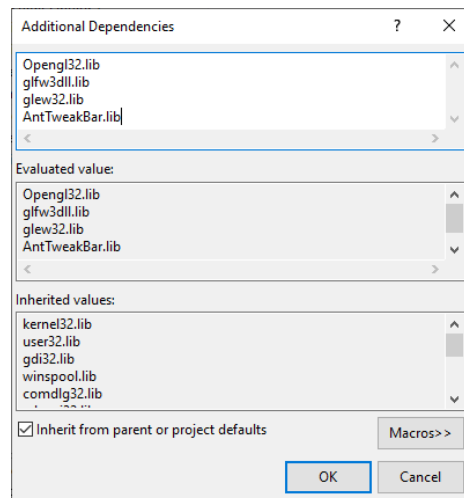 Additional Dependencies
?
Opengl32.lib
glfw3dll.lib
glew32.lib
AntTweakBar.lib
Evaluated value:
Opengl32.lib
glfw3dll.lib
glew32.lib
AntTweakBar.lib
Inherited values:
kernel32.lib
user32.lib
gdi32.lib
winspool.lib
comdlg32.lib
Inherit from parent or project defaults
Macros>>
OK
Cancel